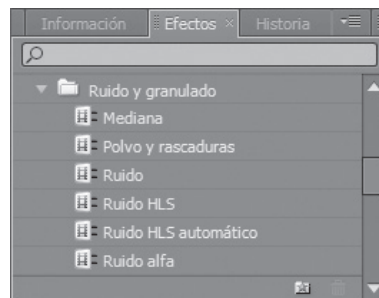 Información Efectos × Historia
Ruido y granulado
Mediana
Polvo y rascaduras
Ruido
Ruido HLS
Ruido HLS automático
Ruido alfa